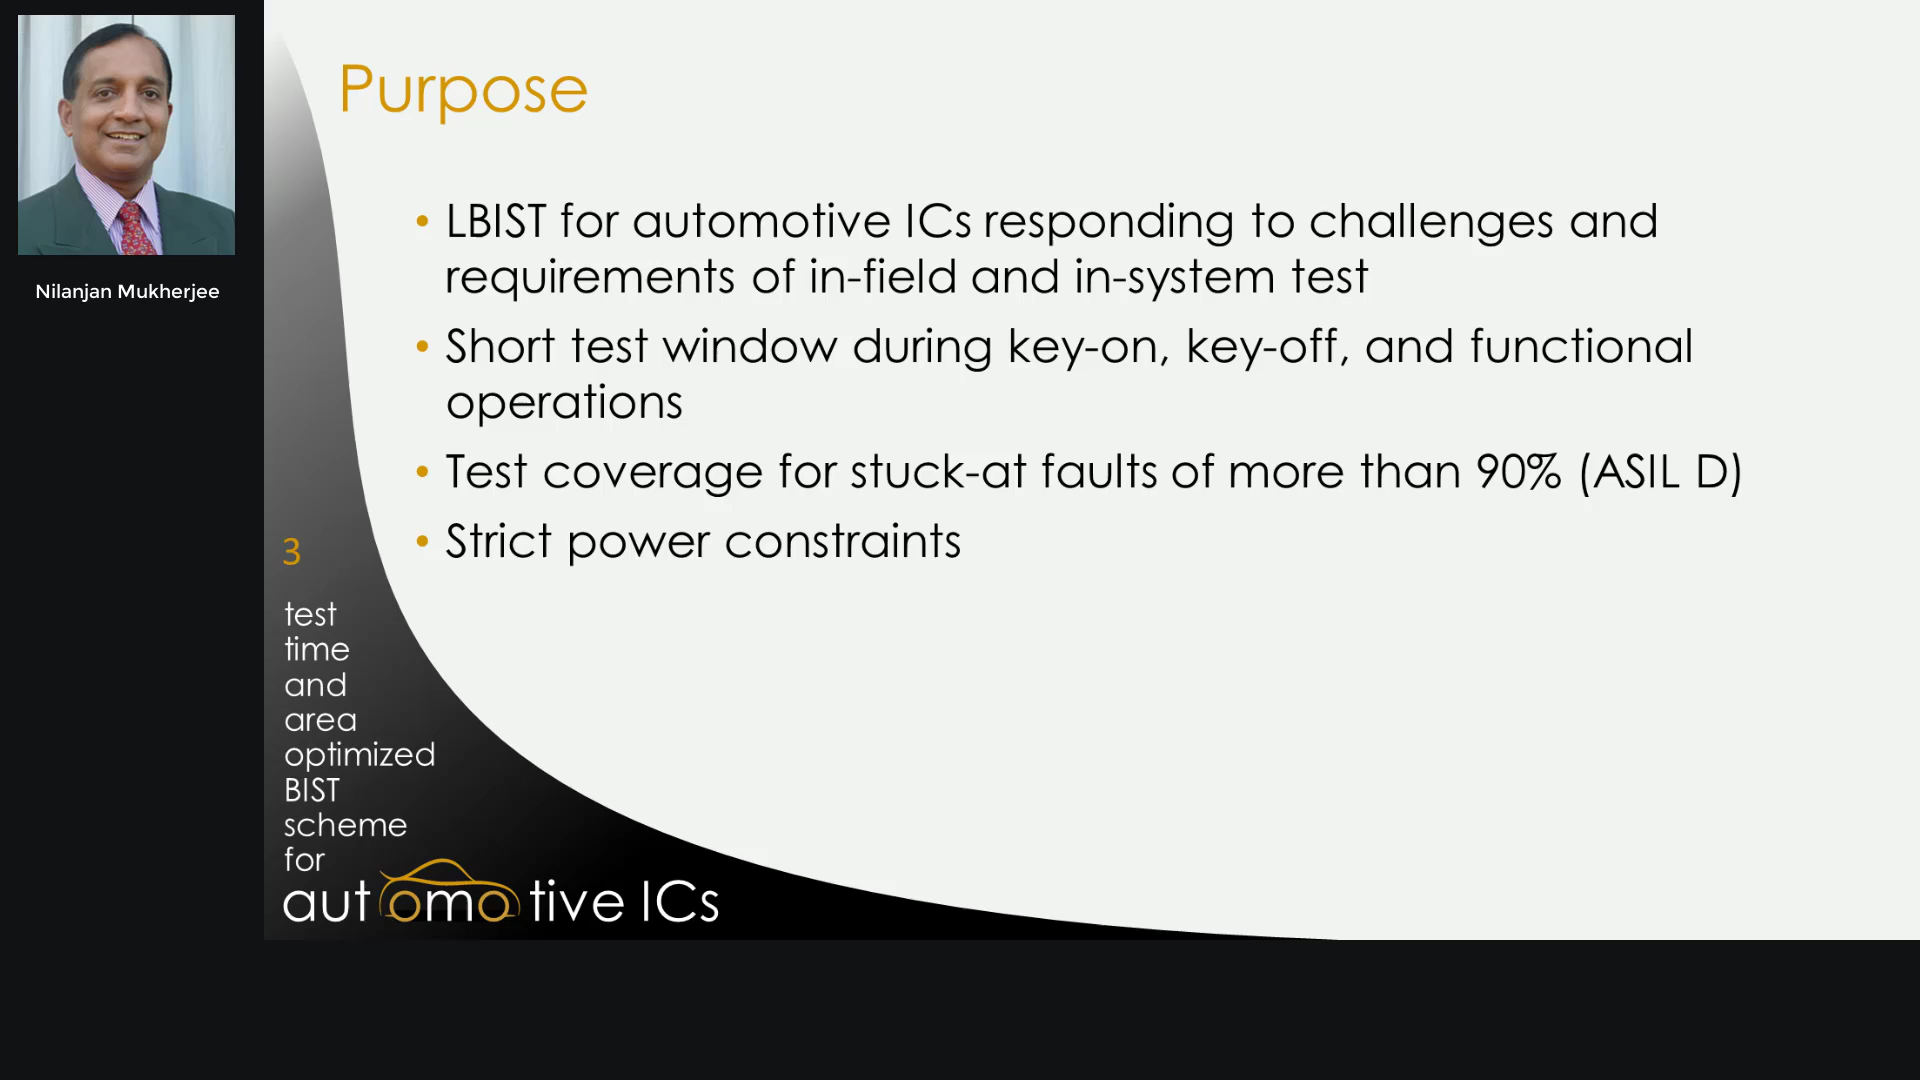 Nilanjan Mukherjee
Purpose
• LBIST for automotive ICs responding to challenges and
requirements of in-field and in-system test
• Short test window during key-on, key-off, and functional
operations
• Test coverage for stuck-at faults of more than 90% (ASIL D)
• Strict power constraints
3
test
time
and
area
optimized
BIST
scheme
for
automotive ICs